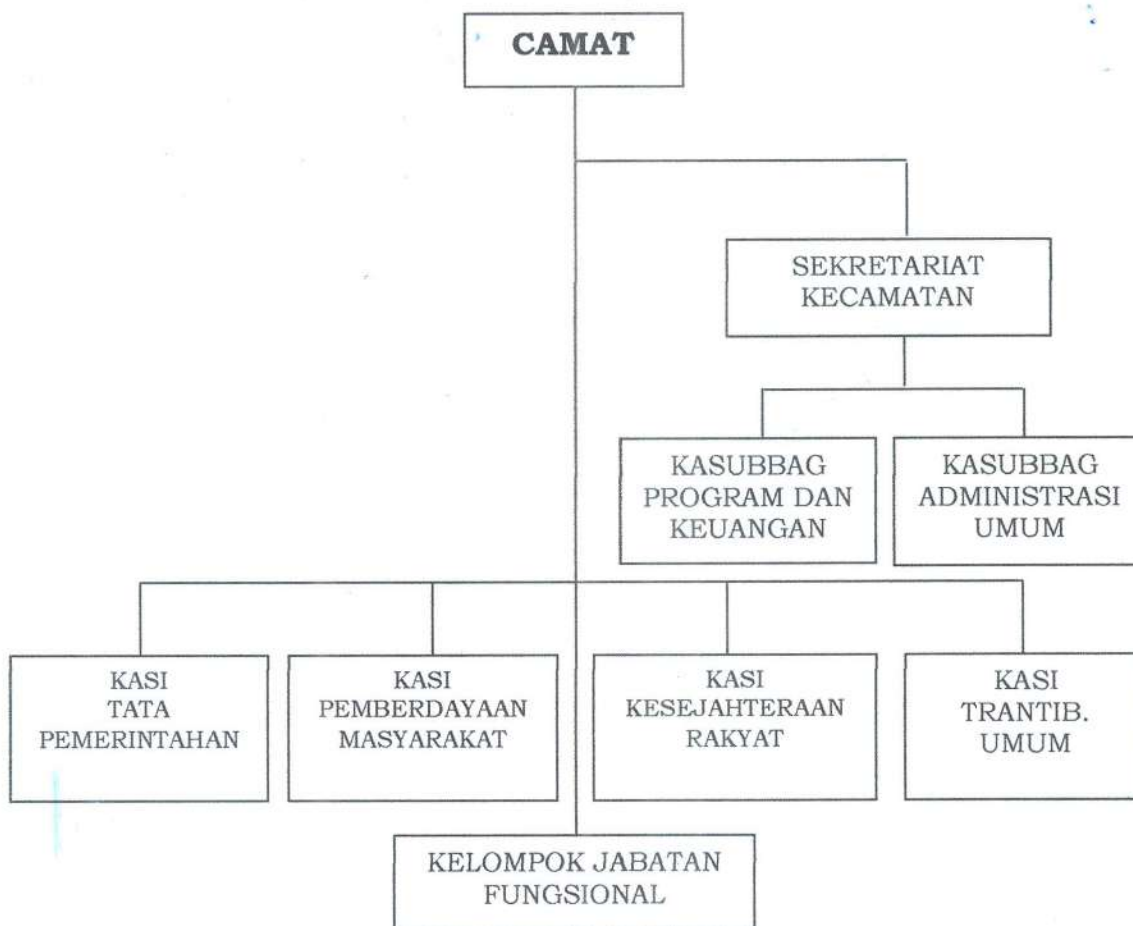 CAMAT
SEKRETARIAT
KECAMATAN
KASUBBAG
PROGRAM DAN
KEUANGAN
KASUBBAG
ADMINISTRASI
UMUM
KASI
TATA
PEMERINTAHAN
KASI
PEMBERDAYAAN
MASYARAKAT
KASI
KESEJAHTERAAN
RAKYAT
KASI
TRANTIB.
UMUM
KELOMPOK JABATAN
FUNGSIONAL